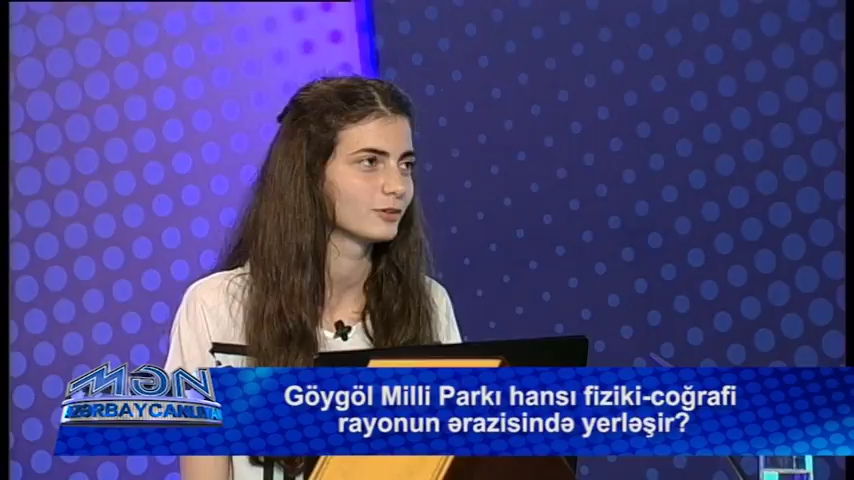 MƏN
AZƏRBAYCANLIYAM
Göygöl Milli Parkı hansı fiziki-coğrafi
rayonun ərazisində yerləşir?